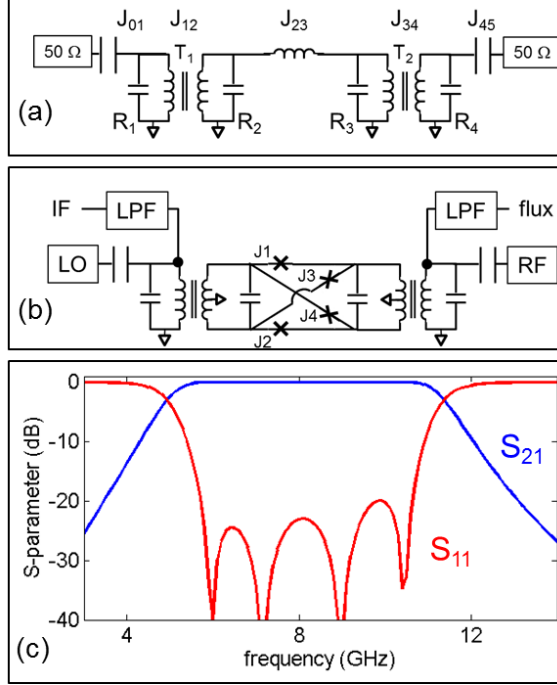 J01 J12 J23 J34 J45
50 Ω T1 T2 50 Ω
(a) R1 R2 R3 R4
IF LPF LPF flux
LO J1 J3 RF
J4
(b) J2
0
-10
-20
-30
-40
S-parameter (dB)
S21
S11
4 8 12
(c) frequency (GHz)